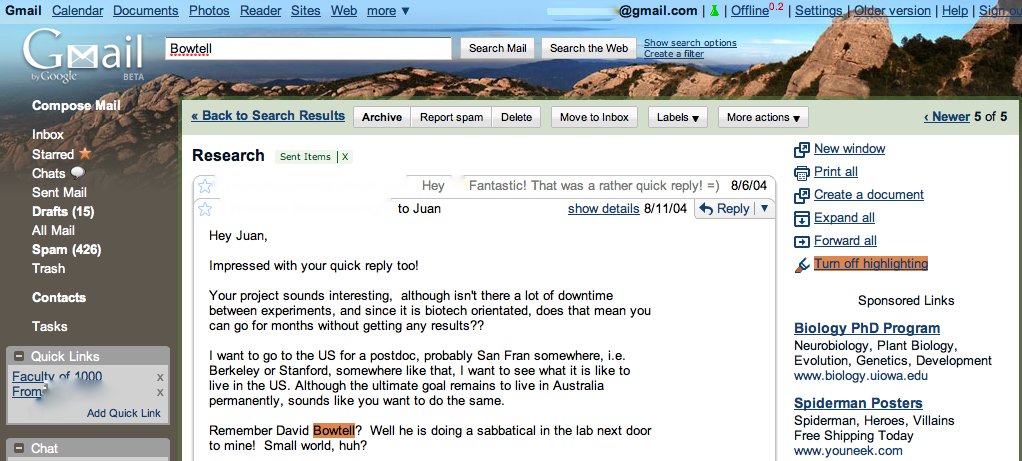 Gmail Calendar Documents Photos Reader Sites Web more ▼ @gmail.com | Offline0.2 | Settings | Older version | Help | Sign ou
Gmail by Google BETA
Bowtell Search Mail Search the Web Show search options
Create a filter
Compose Mail
Inbox
Starred
Chats
Sent Mail
Drafts (15)
All Mail
Spam (426)
Trash
Contacts
Tasks
− Quick Links
Faculty of 1000 x
From x
Add Quick Link
− Chat
« Back to Search Results Archive Report spam Delete Move to Inbox Labels ▼ More actions ▼ ‹ Newer 5 of 5
Research Sent Items | X
Hey Fantastic! That was a rather quick reply! =) 8/6/04
to Juan show details 8/11/04 Reply ▼
Hey Juan,
Impressed with your quick reply too!
Your project sounds interesting, although isn't there a lot of downtime
between experiments, and since it is biotech orientated, does that mean you
can go for months without getting any results??
I want to go to the US for a postdoc, probably San Fran somewhere, i.e.
Berkeley or Stanford, somewhere like that, I want to see what it is like to
live in the US. Although the ultimate goal remains to live in Australia
permanently, sounds like you want to do the same.
Remember David Bowtell? Well he is doing a sabbatical in the lab next door
to mine! Small world, huh?
New window
Print all
Create a document
Expand all
Forward all
Turn off highlighting
Sponsored Links
Biology PhD Program
Neurobiology, Plant Biology,
Evolution, Genetics, Development
www.biology.uiowa.edu
Spiderman Posters
Spiderman, Heroes, Villains
Free Shipping Today
www.youneek.com